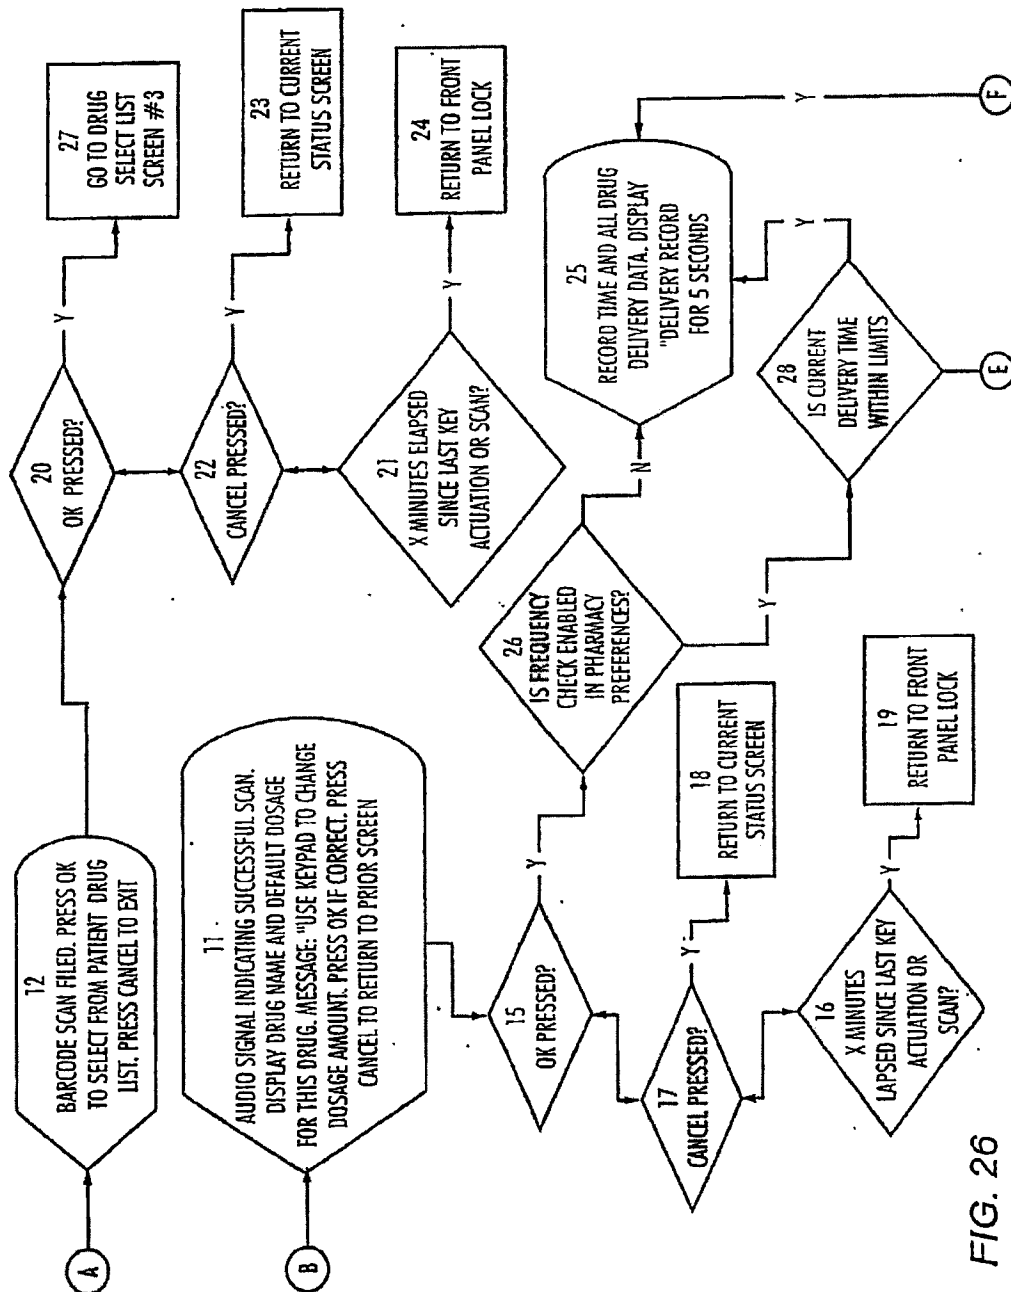 A
12
BARCODE SCAN FILED. PRESS OK
TO SELECT FROM PATIENT DRUG
LIST. PRESS CANCEL TO EXIT
20
OK PRESSED?
Y
27
GO TO DRUG
SELECT LIST
SCREEN #3
22
CANCEL PRESSED?
Y
23
RETURN TO CURRENT
STATUS SCREEN
21
X MINUTES ELAPSED
SINCE LAST KEY
ACTUATION OR SCAN?
Y
24
RETURN TO FRONT
PANEL LOCK
B
11
AUDIO SIGNAL INDICATING SUCCESSFUL SCAN.
DISPLAY DRUG NAME AND DEFAULT DOSAGE
FOR THIS DRUG. MESSAGE: "USE KEYPAD TO CHANGE
DOSAGE AMOUNT. PRESS OK IF CORRECT. PRESS
CANCEL TO RETURN TO PRIOR SCREEN
15
OK PRESSED?
Y
26
IS FREQUENCY
CHECK ENABLED
IN PHARMACY
PREFERENCES?
N
25
RECORD TIME AND ALL DRUG
DELIVERY DATA. DISPLAY
"DELIVERY RECORD
FOR 5 SECONDS
Y
F
Y
28
IS CURRENT
DELIVERY TIME
WITHIN LIMITS
Y
E
17
CANCEL PRESSED?
Y
18
RETURN TO CURRENT
STATUS SCREEN
16
X MINUTES
LAPSED SINCE LAST KEY
ACTUATION OR
SCAN?
Y
19
RETURN TO FRONT
PANEL LOCK
FIG. 26